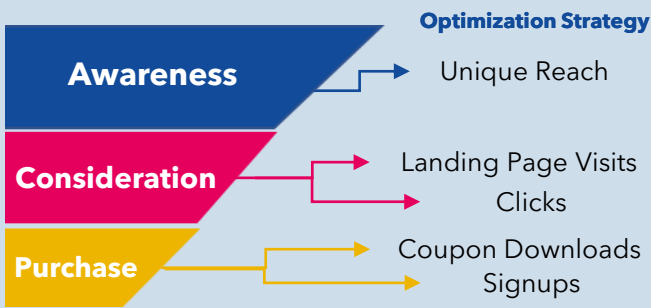 Optimization Strategy
Awareness
Unique Reach
Consideration
Landing Page Visits
Clicks
Purchase
Coupon Downloads
Signups